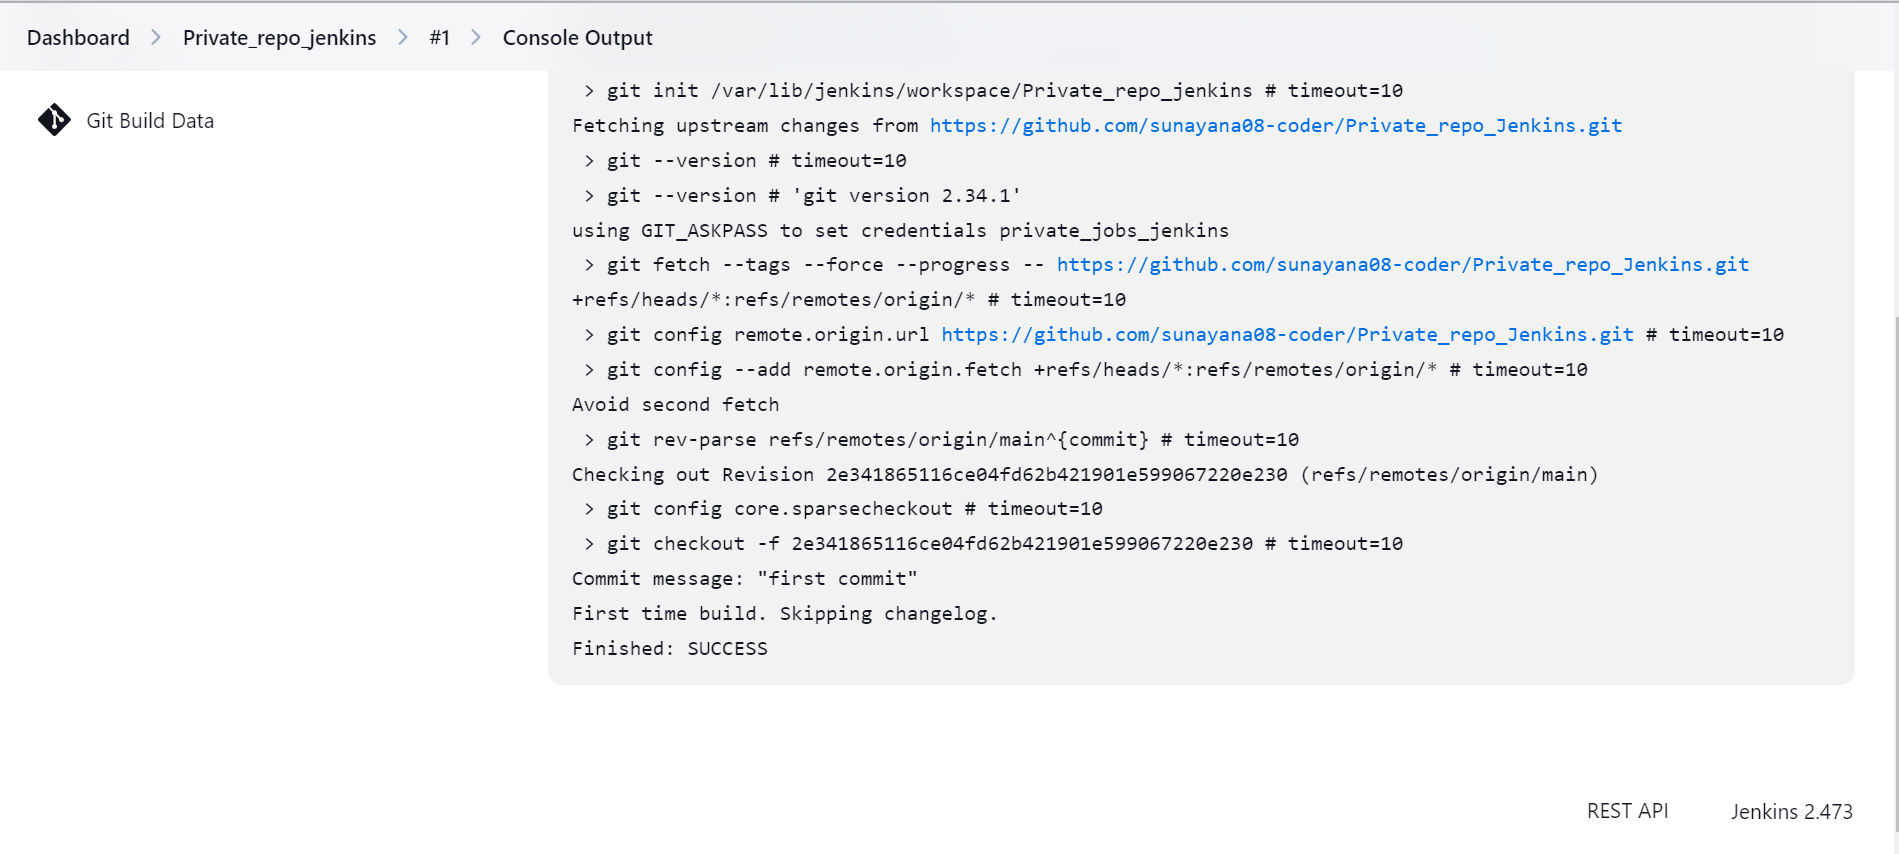 Dashboard > Private_repo_jenkins > #1 > Console Output
Git Build Data
> git init /var/lib/jenkins/workspace/Private_repo_jenkins # timeout=10
Fetching upstream changes from https://github.com/sunayana08-coder/Private_repo_Jenkins.git
> git --version # timeout=10
> git --version # 'git version 2.34.1'
using GIT_ASKPASS to set credentials private_jobs_jenkins
> git fetch --tags --force --progress -- https://github.com/sunayana08-coder/Private_repo_Jenkins.git
+refs/heads/*:refs/remotes/origin/* # timeout=10
> git config remote.origin.url https://github.com/sunayana08-coder/Private_repo_Jenkins.git # timeout=10
> git config --add remote.origin.fetch +refs/heads/*:refs/remotes/origin/* # timeout=10
Avoid second fetch
> git rev-parse refs/remotes/origin/main^{commit} # timeout=10
Checking out Revision 2e341865116ce04fd62b421901e599067220e230 (refs/remotes/origin/main)
> git config core.sparsecheckout # timeout=10
> git checkout -f 2e341865116ce04fd62b421901e599067220e230 # timeout=10
Commit message: "first commit"
First time build. Skipping changelog.
Finished: SUCCESS
REST API Jenkins 2.473